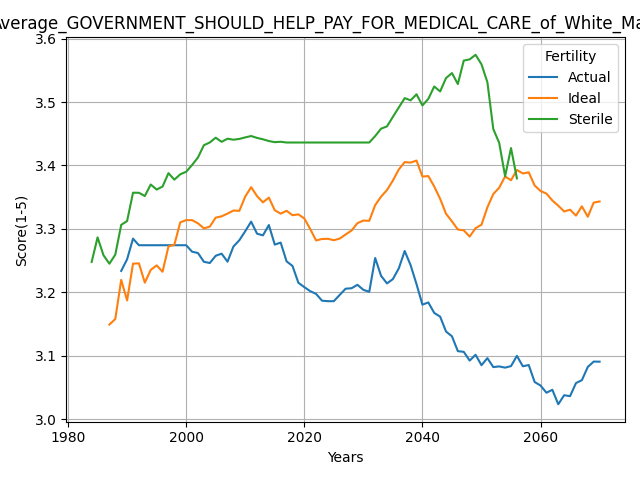 Average_GOVERNMENT_SHOULD_HELP_PAY_FOR_MEDICAL_CARE_of_White_Ma
3.6
3.5
3.4
3.3
3.2
3.1
3.0
Score(1-5)
Fertility
Actual
Ideal
Sterile
1980
2000
2020
2040
2060
Years